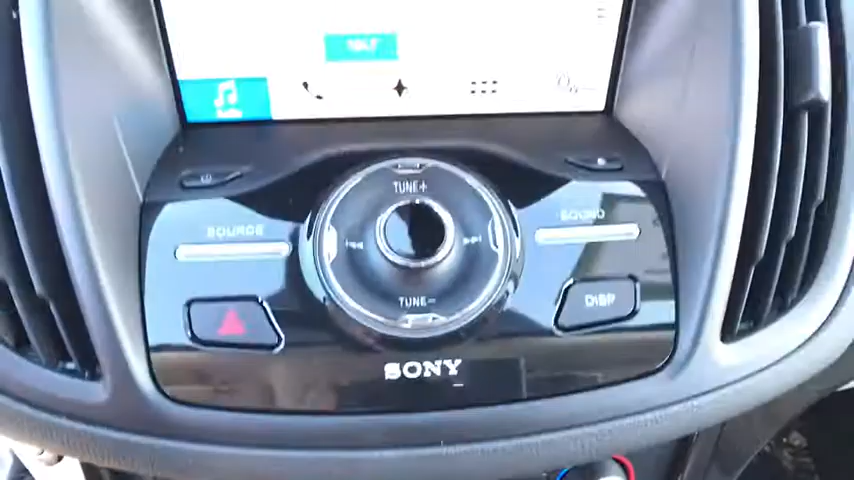 TUNE+
SOURCE
SOUND
TUNE−
DISP
SONY